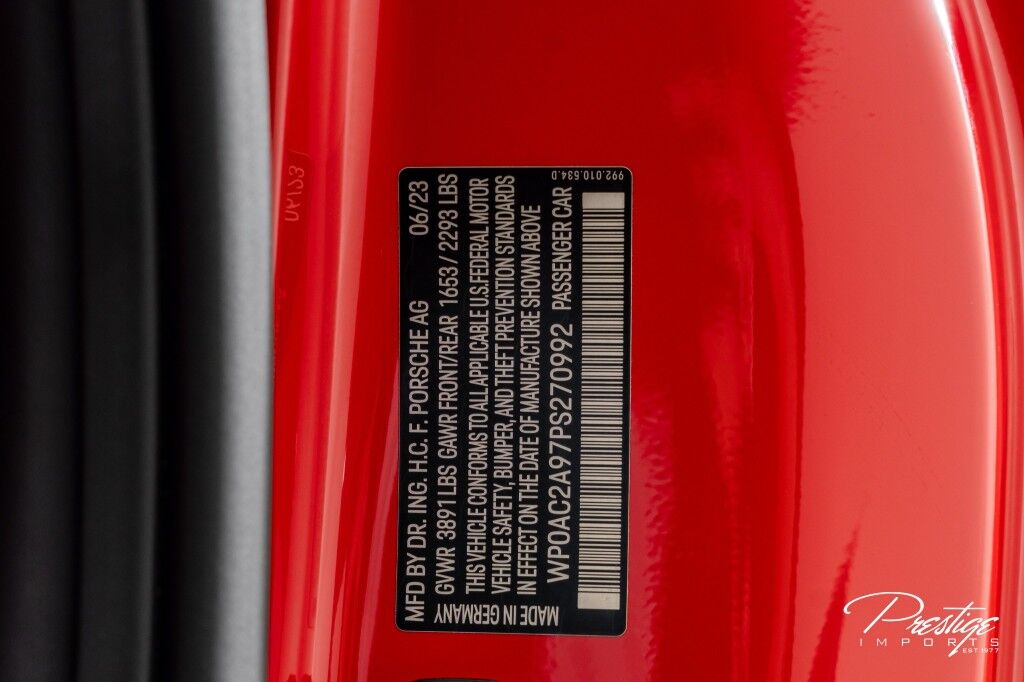 MFD BY DR. ING. H.C. F. PORSCHE AG 06/23
GVWR 3891 LBS GAWR FRONT/REAR 1653 / 2293 LBS
THIS VEHICLE CONFORMS TO ALL APPLICABLE U.S.FEDERAL MOTOR
VEHICLE SAFETY, BUMPER, AND THEFT PREVENTION STANDARDS
IN EFFECT ON THE DATE OF MANUFACTURE SHOWN ABOVE
WP0AC2A97PS270992 PASSENGER CAR
MADE IN GERMANY
992.010.534.D
Prestige
IMPORTS
EST 1977